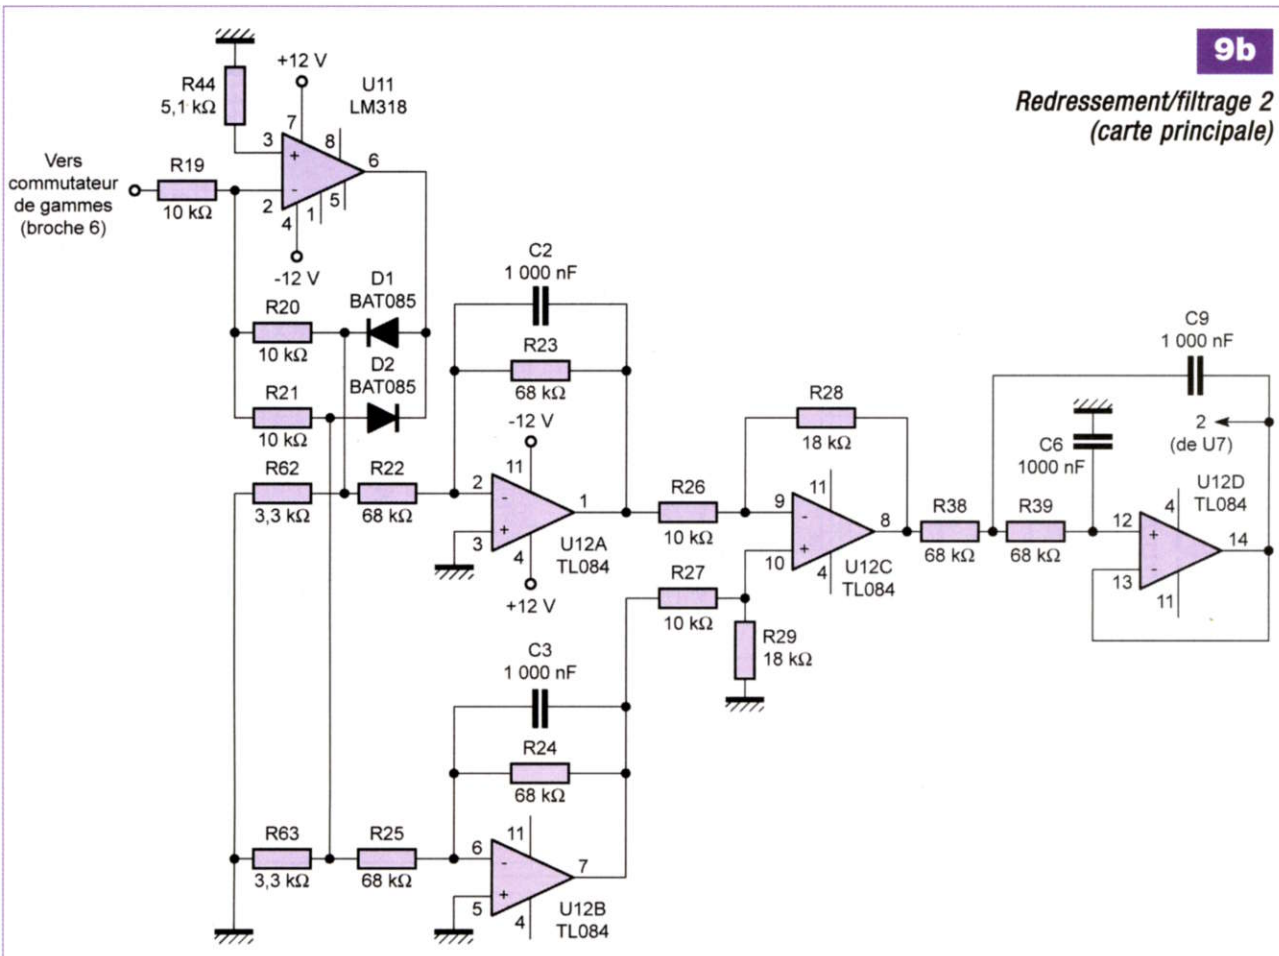 9b
Redressement/filtrage 2
(carte principale)
R44
5,1 kΩ
+12 V
U11
LM318
7
3
+
8
6
Vers
commutateur
de gammes
(broche 6)
R19
10 kΩ
-
2
4
1
5
-12 V
D1
BAT085
R20
10 kΩ
D2
BAT085
R21
10 kΩ
R62
3,3 kΩ
R22
68 kΩ
C2
1 000 nF
R23
68 kΩ
-12 V
11
2
-
1
+
3
4
U12A
TL084
+12 V
R26
10 kΩ
R28
18 kΩ
11
9
-
8
+
10
4
U12C
TL084
R27
10 kΩ
R29
18 kΩ
R38
68 kΩ
R39
68 kΩ
C9
1 000 nF
2
(de U7)
C6
1000 nF
U12D
TL084
4
12
+
14
-
13
11
C3
1 000 nF
R24
68 kΩ
R63
3,3 kΩ
R25
68 kΩ
11
6
-
7
+
5
4
U12B
TL084